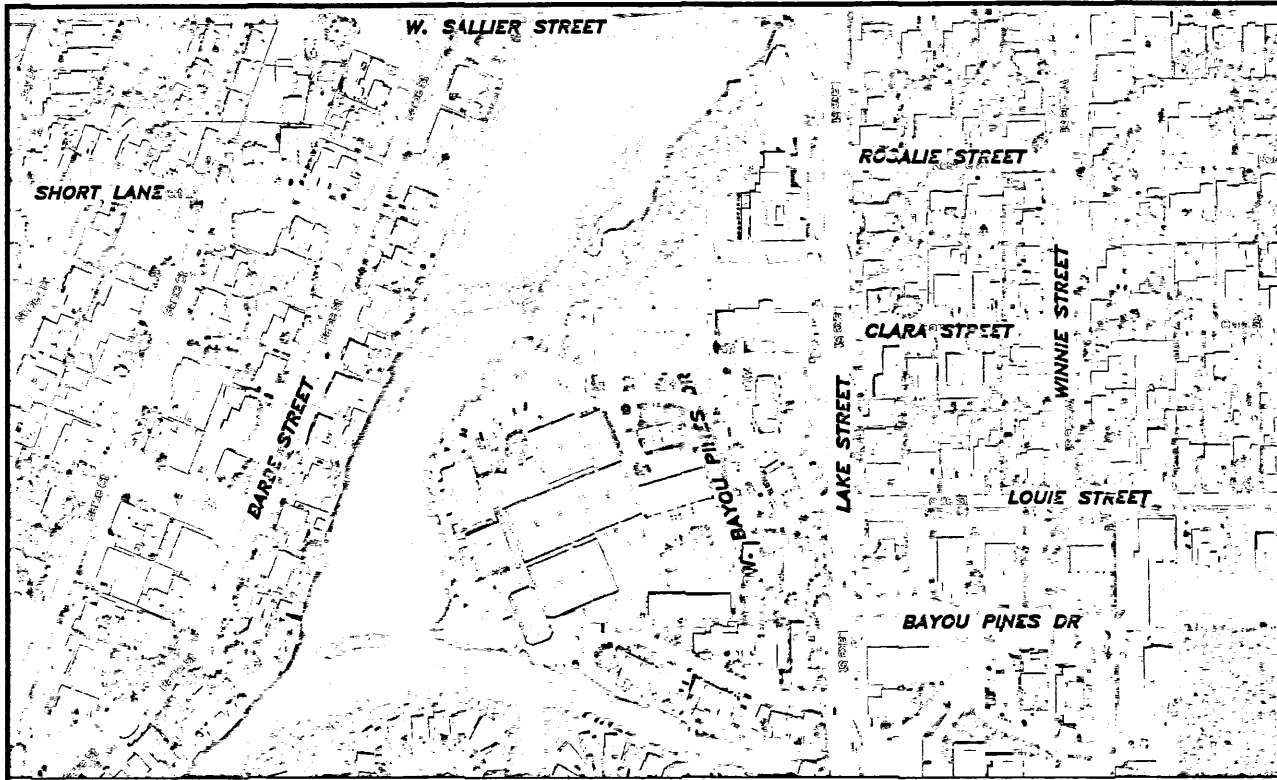 W. SALLIER STREET
ROSALIE STREET
SHORT LANE
WINNIE STREET
CLARA STREET
BARBE STREET
LAKE STREET
W. BAYOU PINES DR
LOUIE STREET
BAYOU PINES DR